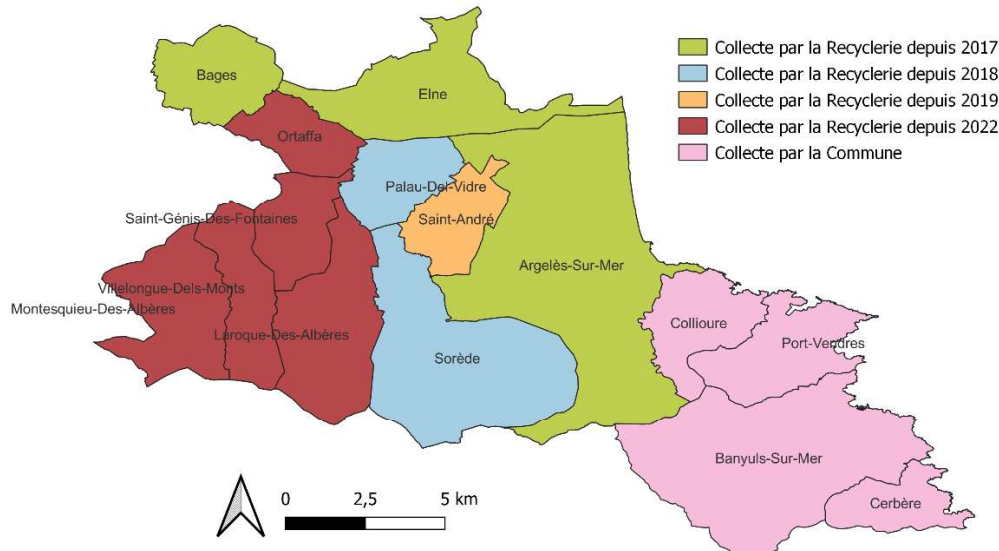 Collecte par la Recyclerie depuis 2017
Collecte par la Recyclerie depuis 2018
Collecte par la Recyclerie depuis 2019
Collecte par la Recyclerie depuis 2022
Collecte par la Commune
Bages
Elne
Ortaffa
Palau-Del-Vidre
Saint-André
Saint-Génis-Des-Fontaines
Argelès-Sur-Mer
Villelongue-Dels-Monts
Montesquieu-Des-Albères
Laroque-Des-Albères
Sorède
Collioure
Port-Vendres
Banyuls-Sur-Mer
Cerbère
0 2,5 5 km